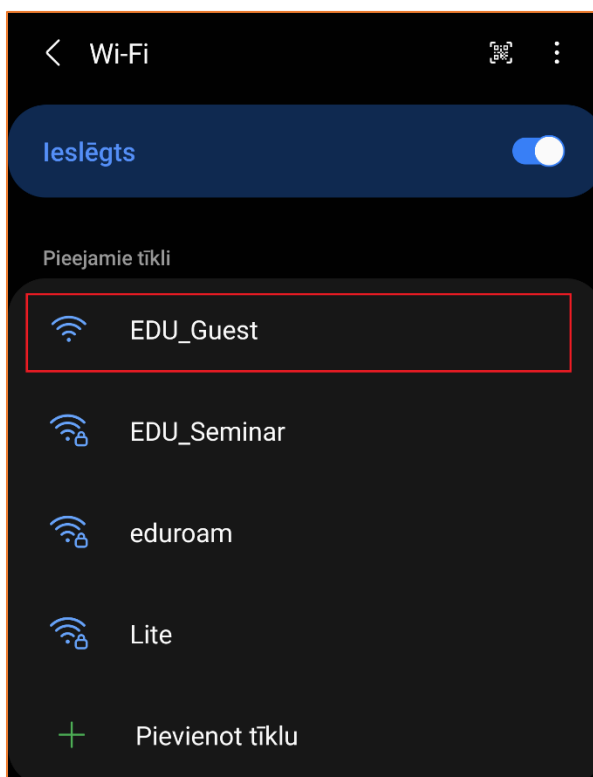 Wi-Fi
Ieslēgts
Pieejamie tīkli
EDU_Guest
EDU_Seminar
eduroam
Lite
Pievienot tīklu